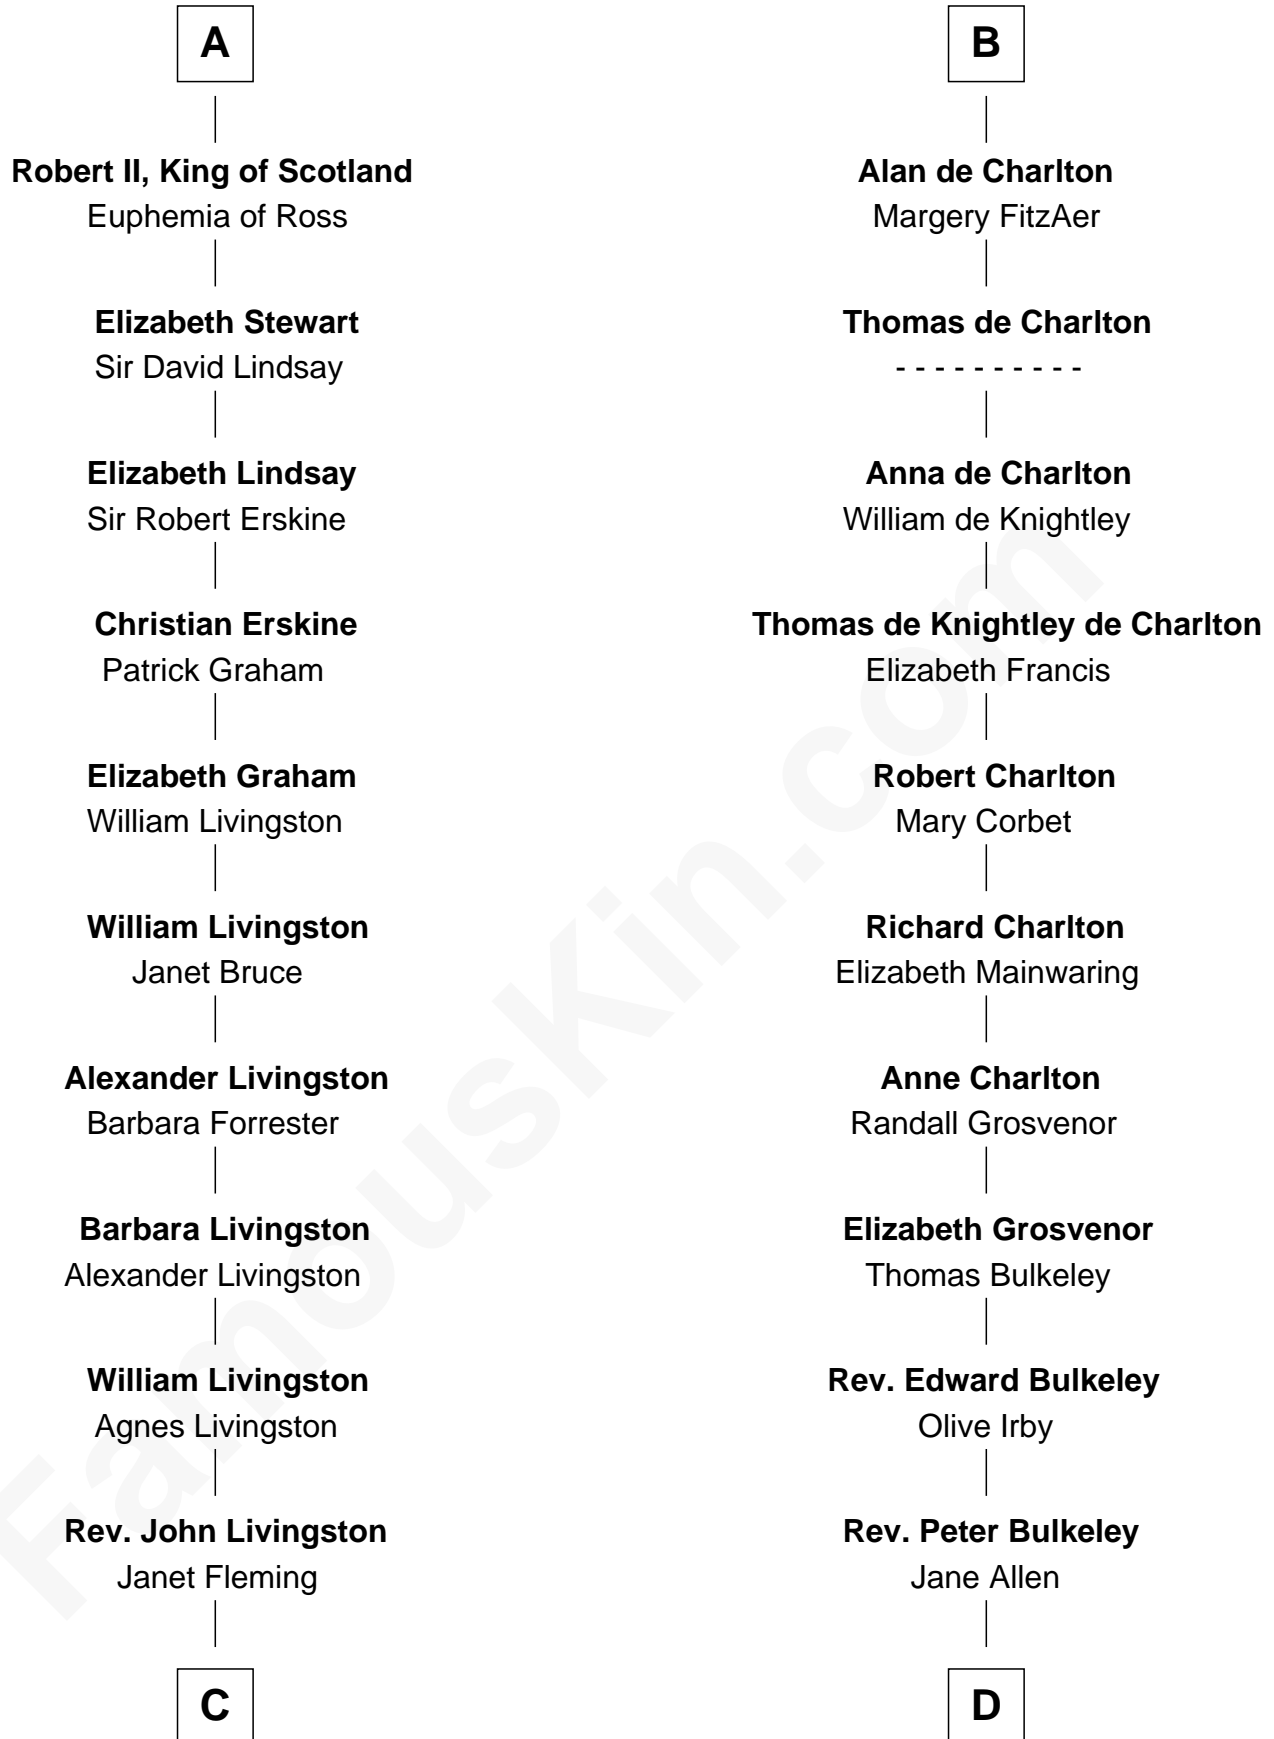 A
Robert II, King of Scotland
Euphemia of Ross
Elizabeth Stewart
Sir David Lindsay
Elizabeth Lindsay
Sir Robert Erskine
Christian Erskine
Patrick Graham
Elizabeth Graham
William Livingston
William Livingston
Janet Bruce
Alexander Livingston
Barbara Forrester
Barbara Livingston
Alexander Livingston
William Livingston
Agnes Livingston
Rev. John Livingston
Janet Fleming
C
B
Alan de Charlton
Margery FitzAer
Thomas de Charlton
- - - - - - - - - -
Anna de Charlton
William de Knightley
Thomas de Knightley de Charlton
Elizabeth Francis
Robert Charlton
Mary Corbet
Richard Charlton
Elizabeth Mainwaring
Anne Charlton
Randall Grosvenor
Elizabeth Grosvenor
Thomas Bulkeley
Rev. Edward Bulkeley
Olive Irby
Rev. Peter Bulkeley
Jane Allen
D
FamousKin.com